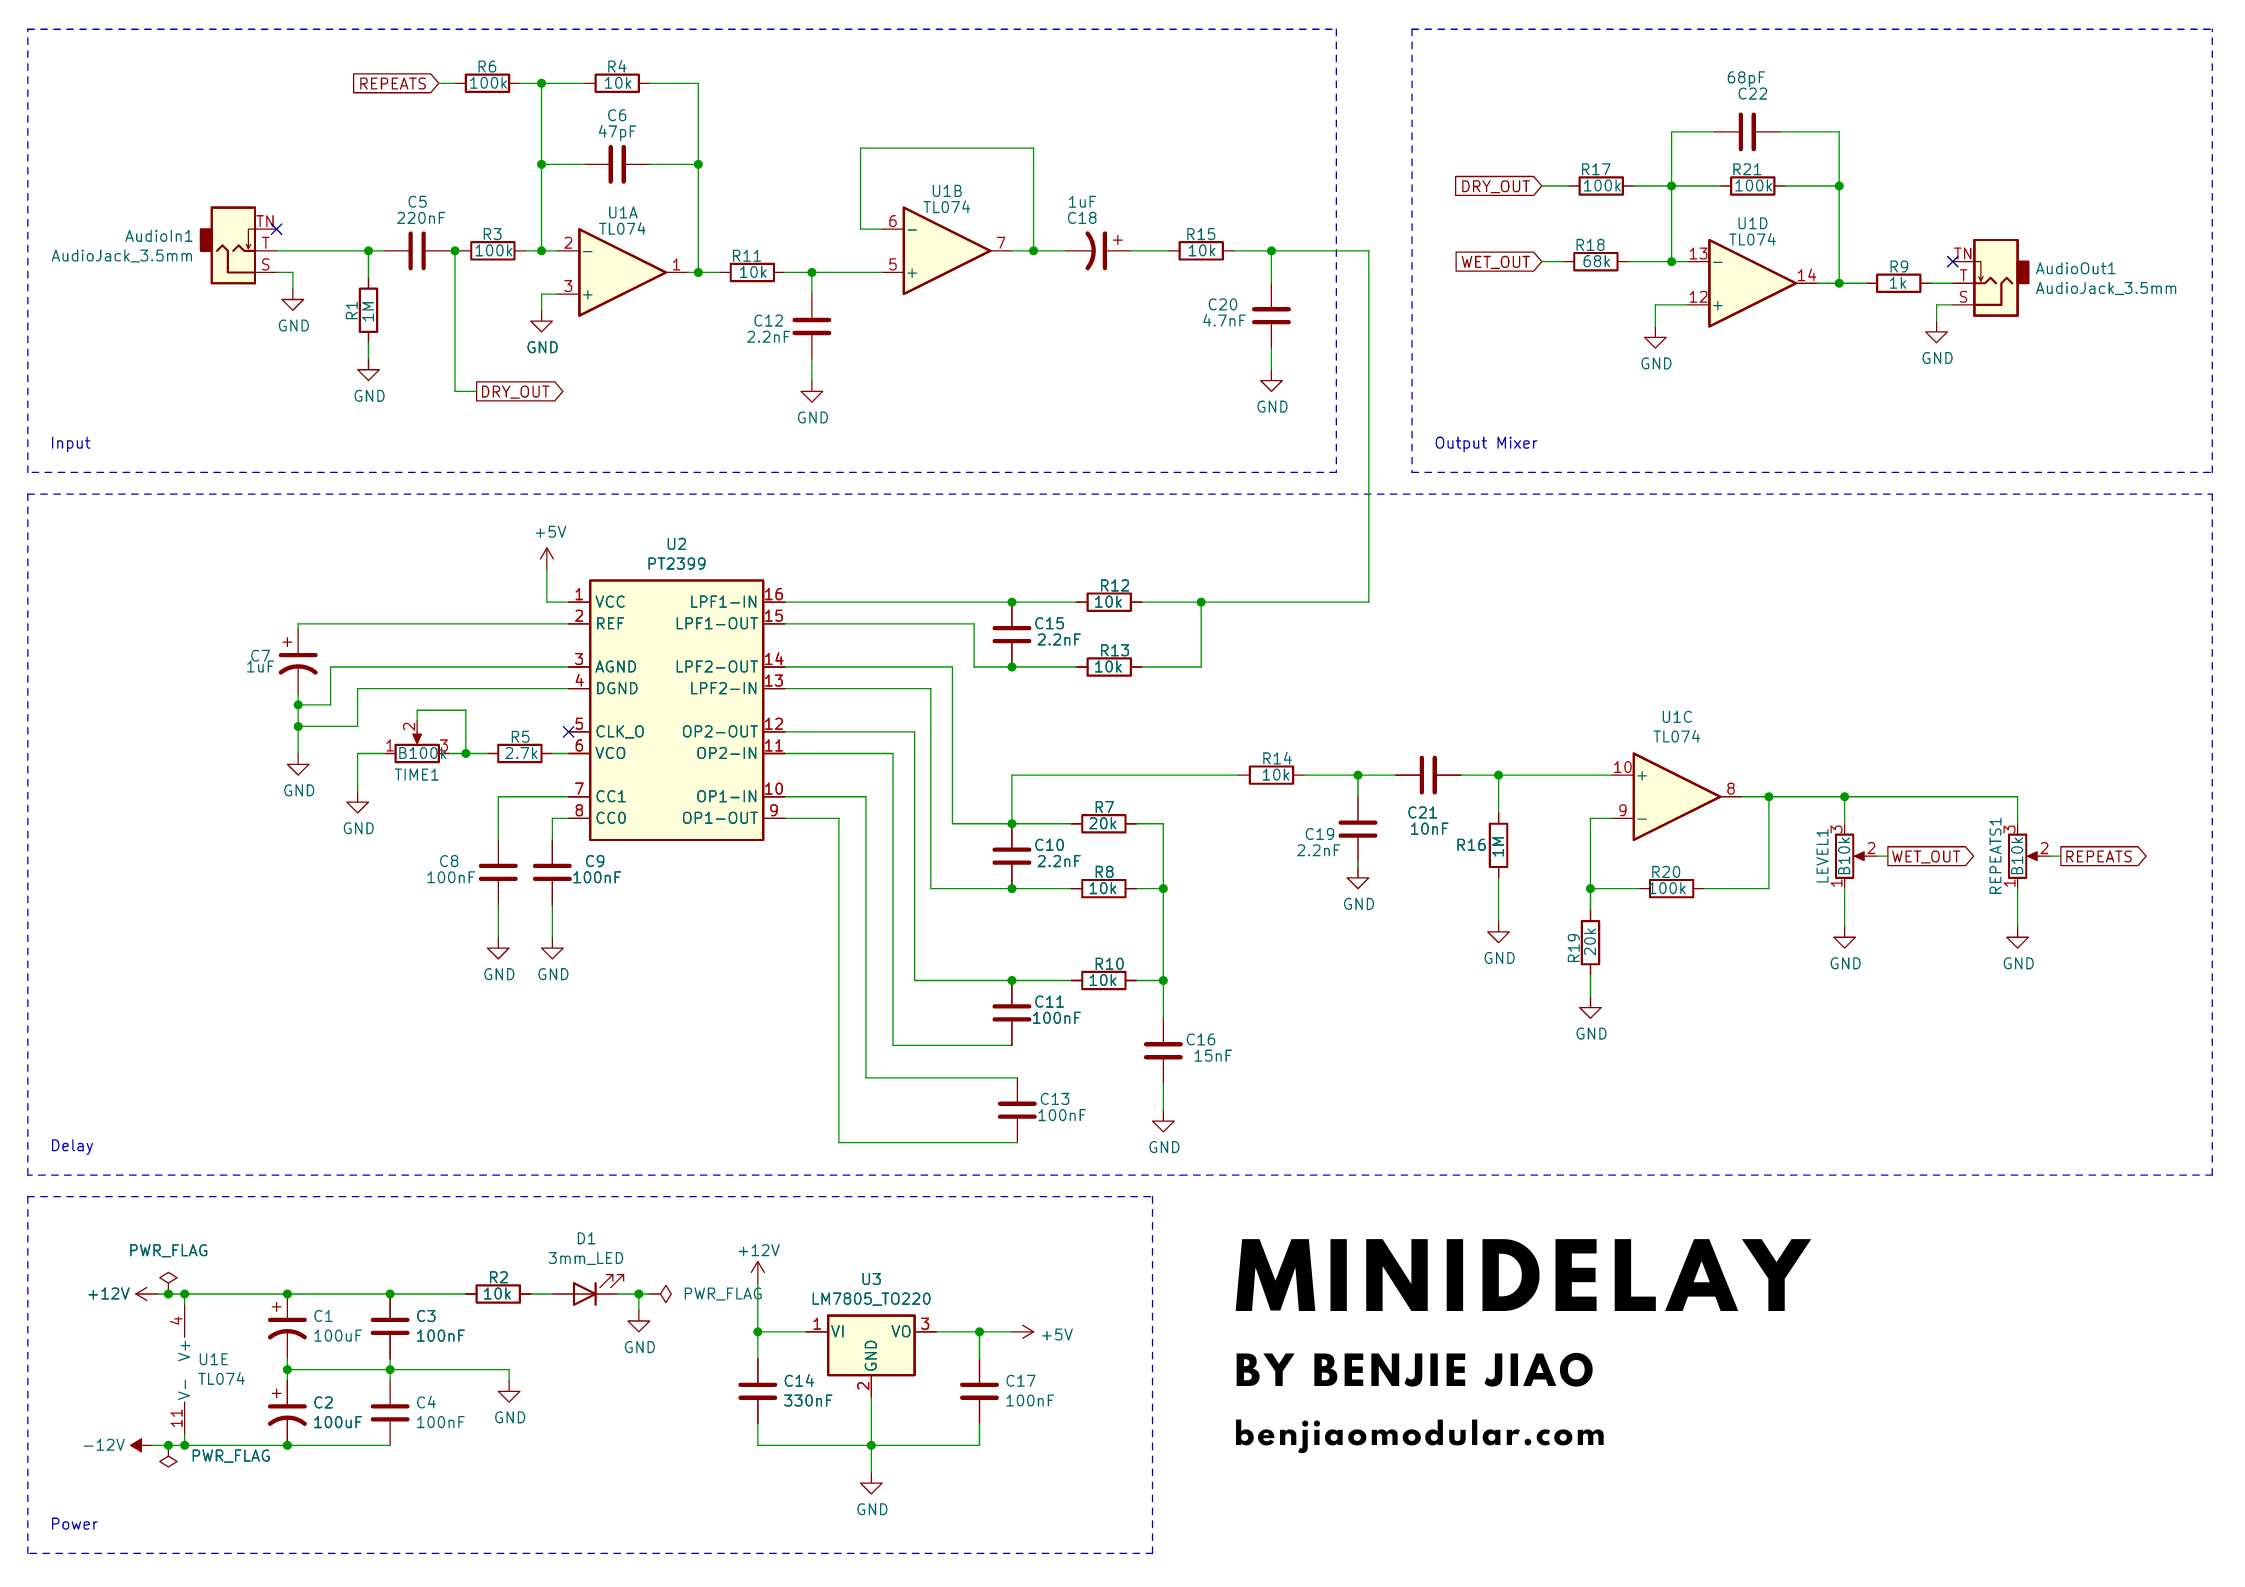 REPEATS
R6
100k
R4
10k
C6
47pF
AudioIn1
AudioJack_3.5mm
TN
T
S
GND
R1
1M
GND
C5
220nF
R3
100k
DRY_OUT
U1A
TL074
2
3
1
−
+
GND
R11
10k
C12
2.2nF
GND
U1B
TL074
6
5
7
−
+
1uF
C18
+
R15
10k
C20
4.7nF
GND
Input
68pF
C22
DRY_OUT
R17
100k
R21
100k
WET_OUT
R18
68k
U1D
TL074
13
12
14
−
+
GND
R9
1k
TN
T
S
AudioOut1
AudioJack_3.5mm
GND
Output Mixer
+5V
U2
PT2399
1 VCC LPF1-IN 16
2 REF LPF1-OUT 15
3 AGND LPF2-OUT 14
4 DGND LPF2-IN 13
5 CLK_O OP2-OUT 12
6 VCO OP2-IN 11
7 CC1 OP1-IN 10
8 CC0 OP1-OUT 9
+
C7
1uF
GND
1
2
3
B100k
TIME1
GND
R5
2.7k
C8
100nF
GND
C9
100nF
GND
R12
10k
C15
2.2nF
R13
10k
R14
10k
R7
20k
C10
2.2nF
R8
10k
R10
10k
C11
100nF
C16
15nF
GND
C13
100nF
C19
2.2nF
GND
C21
10nF
R16
1M
GND
U1C
TL074
10
9
8
+
−
R20
100k
R19
20k
GND
LEVEL1
B10k
3
2
1
WET_OUT
GND
REPEATS1
B10k
3
2
1
REPEATS
GND
Delay
PWR_FLAG
+12V
4
V+
U1E
TL074
V-
11
-12V
PWR_FLAG
+
C1
100uF
+
C2
100uF
C3
100nF
C4
100nF
GND
R2
10k
D1
3mm_LED
PWR_FLAG
GND
+12V
U3
LM7805_TO220
1
VI
VO
3
GND
2
+5V
C14
330nF
C17
100nF
GND
Power
MINIDELAY
BY BENJIE JIAO
benjiaomodular.com